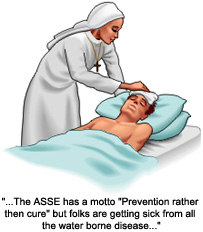 "...The ASSE has a motto "Prevention rather
then cure" but folks are getting sick from all
the water borne disease..."